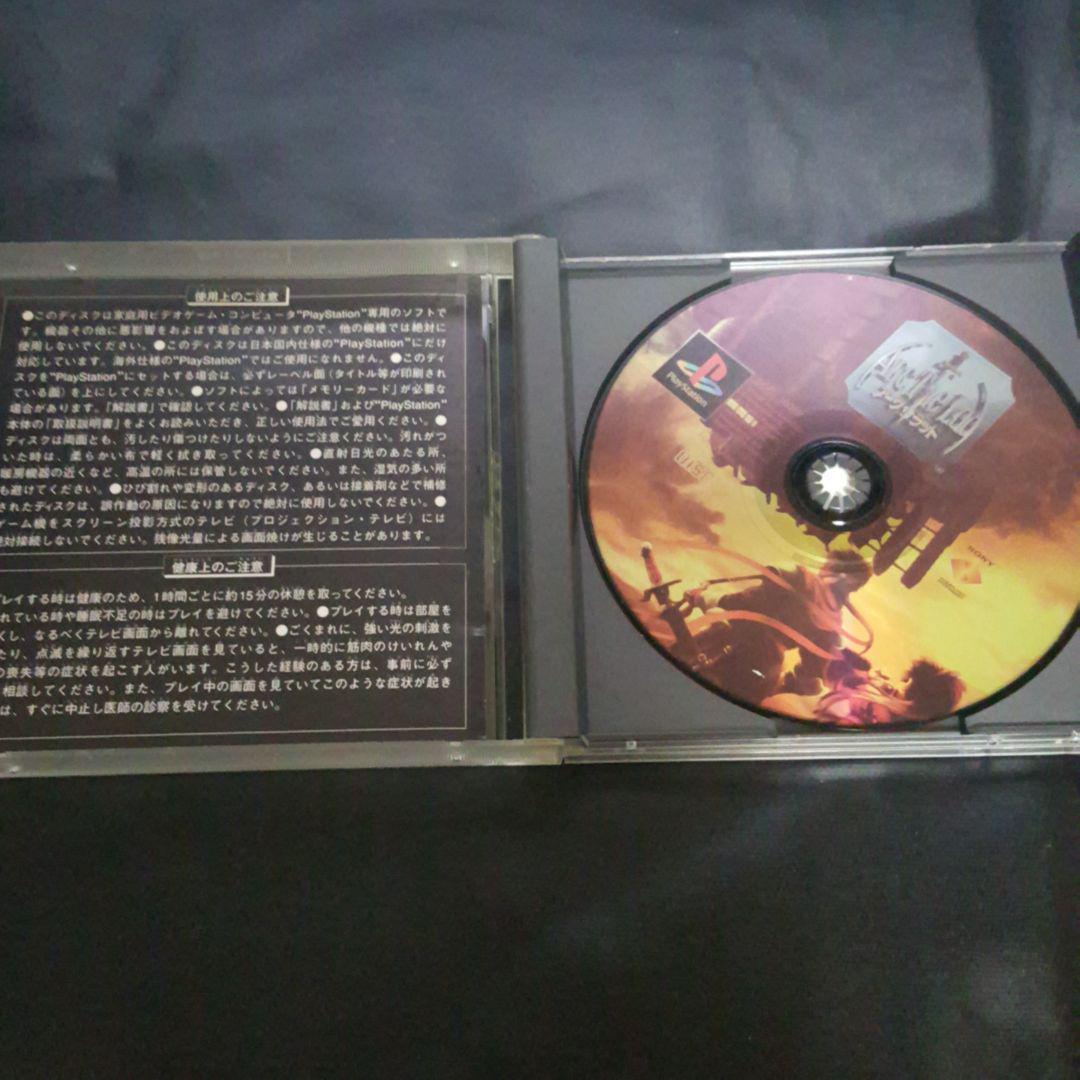 使用上のご注意
●このディスクは家庭用ビデオゲーム・コンピュータ"PlayStation"専用のソフトで
す。機器その他に悪影響をおよぼす場合がありますので、他の機種では絶対に
使用しないでください。●このディスクは日本国内仕様の"PlayStation"にだけ
対応しています。海外仕様の"PlayStation"ではご使用になれません。●このディ
スクを"PlayStation"にセットする場合は、必ずレーベル面(タイトル等が印刷され
ている面)を上にしてください。●ソフトによっては「メモリーカード」が必要な
場合があります。「解説書」で確認してください。●「解説書」および"PlayStation"
本体の「取扱説明書」をよくお読みいただき、正しい使用法でご愛用ください。●
ディスクは両面とも、汚したり傷つけたりしないようにご注意ください。汚れがつ
いた時は、柔らかい布で軽く拭き取ってください。●直射日光のあたる所、
暖房機器の近くなど、高温の所には保管しないでください。また、湿気の多い所
も避けてください。●ひび割れや変形のあるディスク、あるいは接着剤などで補修
されたディスクは、誤作動の原因になりますので絶対に使用しないでください。●
ゲーム機をスクリーン投影方式のテレビ(プロジェクション・テレビ)には
絶対接続しないでください。残像光量による画面焼けが生じることがあります。
健康上のご注意
プレイする時は健康のため、1時間ごとに約15分の休憩を取ってください。
れている時や睡眠不足の時はプレイを避けてください。●プレイする時は部屋を
くし、なるべくテレビ画面から離れてください。●ごくまれに、強い光の刺激を
たり、点滅を繰り返すテレビ画面を見ていると、一時的に筋肉のけいれんや
の喪失等の症状を起こす人がいます。こうした経験のある方は、事前に必ず
相談してください。また、プレイ中の画面を見ていてこのような症状が起き
は、すぐに中止し医師の診察を受けてください。
PlayStation
Arc The Lad
アークザラッド
SONY